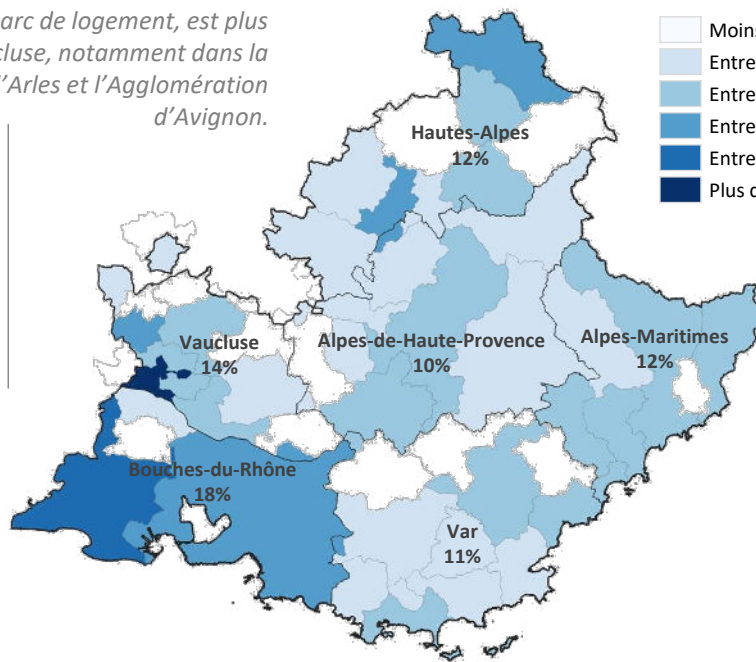 arc de logement, est plus
cluse, notamment dans la
d'Arles et l'Agglomération
d'Avignon.
Moins
Entre
Entre
Entre
Entre
Plus d
Hautes-Alpes
12%
Vaucluse
14%
Alpes-de-Haute-Provence
10%
Alpes-Maritimes
12%
Bouches-du-Rhône
18%
Var
11%